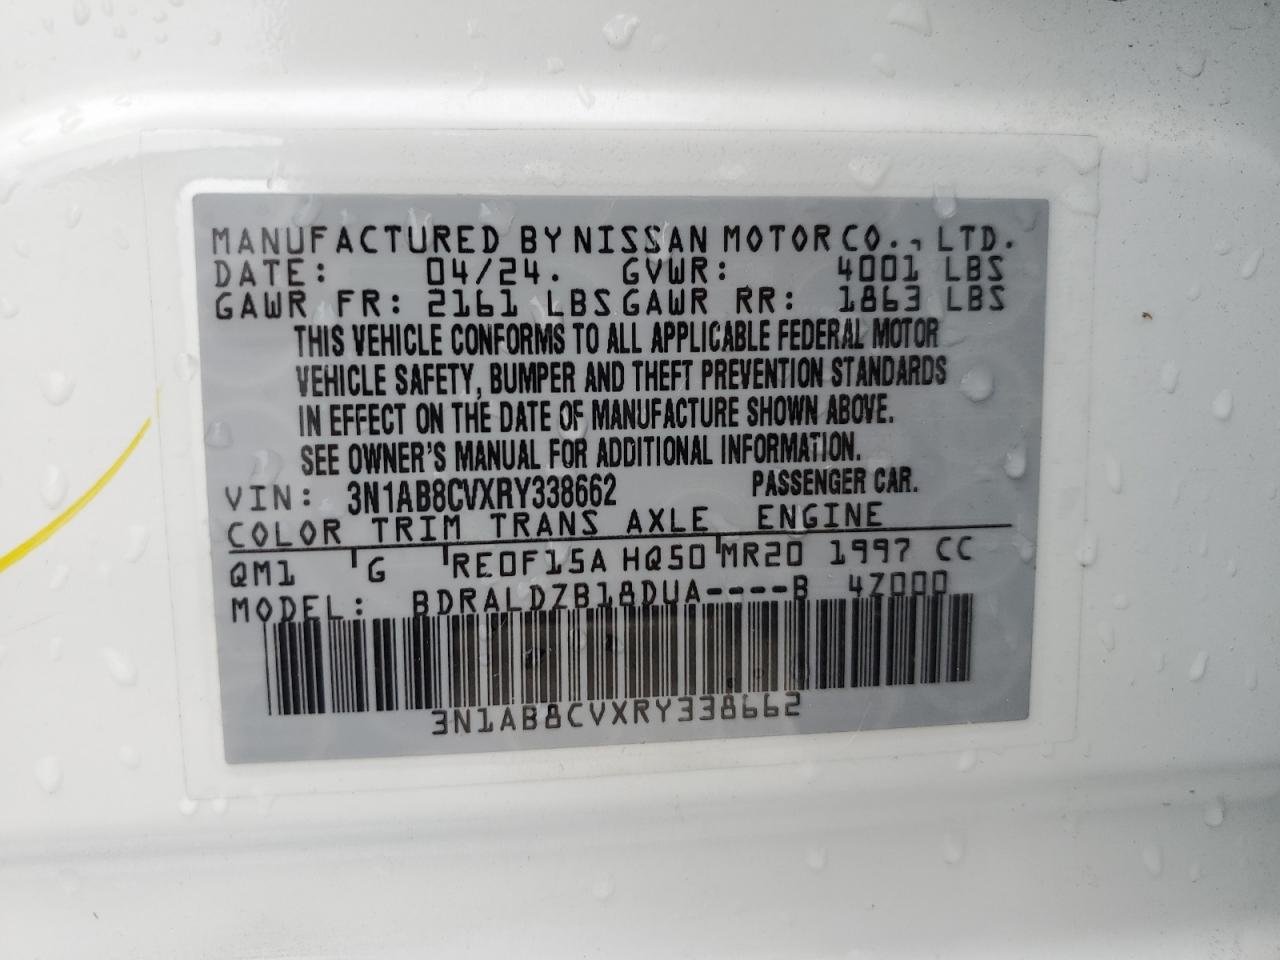 MANUFACTURED BY NISSAN MOTOR CO., LTD.
DATE: 04/24. GVWR: 4001 LBS
GAWR FR: 2161 LBS GAWR RR: 1863 LBS
THIS VEHICLE CONFORMS TO ALL APPLICABLE FEDERAL MOTOR
VEHICLE SAFETY, BUMPER AND THEFT PREVENTION STANDARDS
IN EFFECT ON THE DATE OF MANUFACTURE SHOWN ABOVE.
SEE OWNER'S MANUAL FOR ADDITIONAL INFORMATION.
VIN: 3N1AB8CVXRY338662 PASSENGER CAR.
COLOR TRIM TRANS AXLE ENGINE
QM1 G RE0F15A HQ50 MR20 1997 CC
MODEL: BDRALDZB18DUA----B 4Z000
3N1AB8CVXRY338662